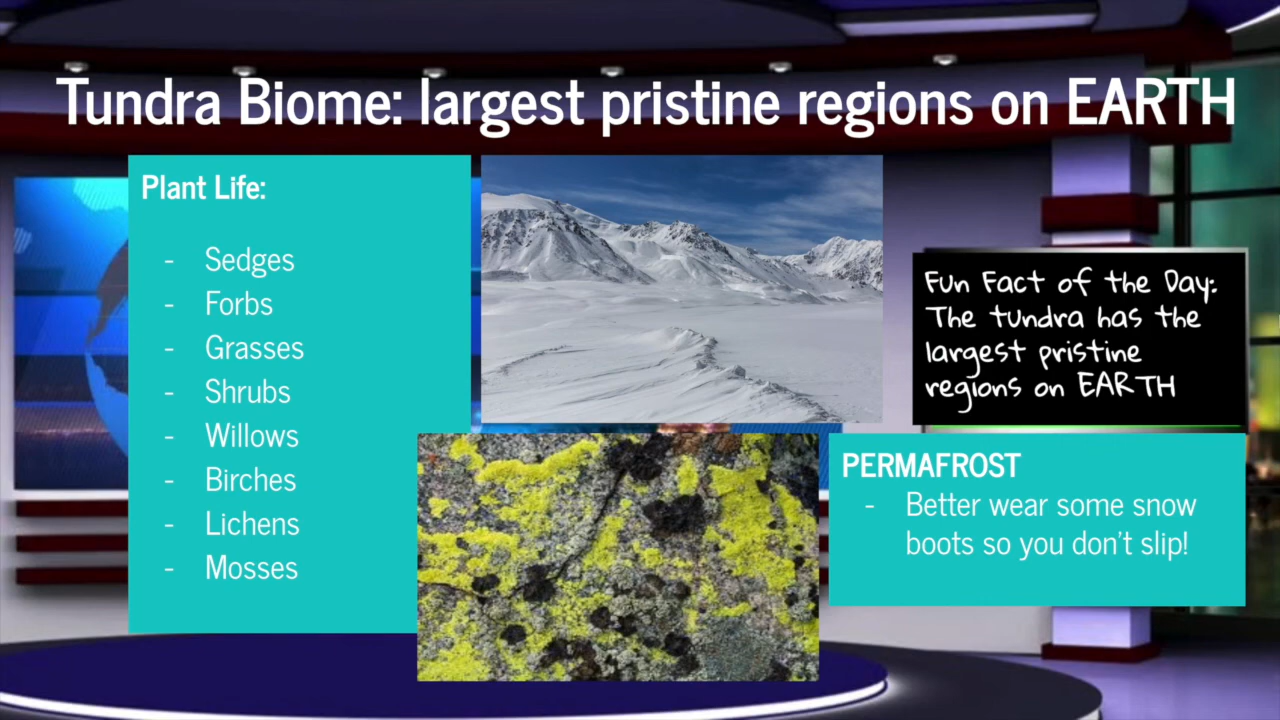 Tundra Biome: largest pristine regions on EARTH
Plant Life:
- Sedges
- Forbs
- Grasses
- Shrubs
- Willows
- Birches
- Lichens
- Mosses
Fun Fact of the Day:
The tundra has the
largest pristine
regions on EARTH
PERMAFROST
- Better wear some snow
boots so you don't slip!